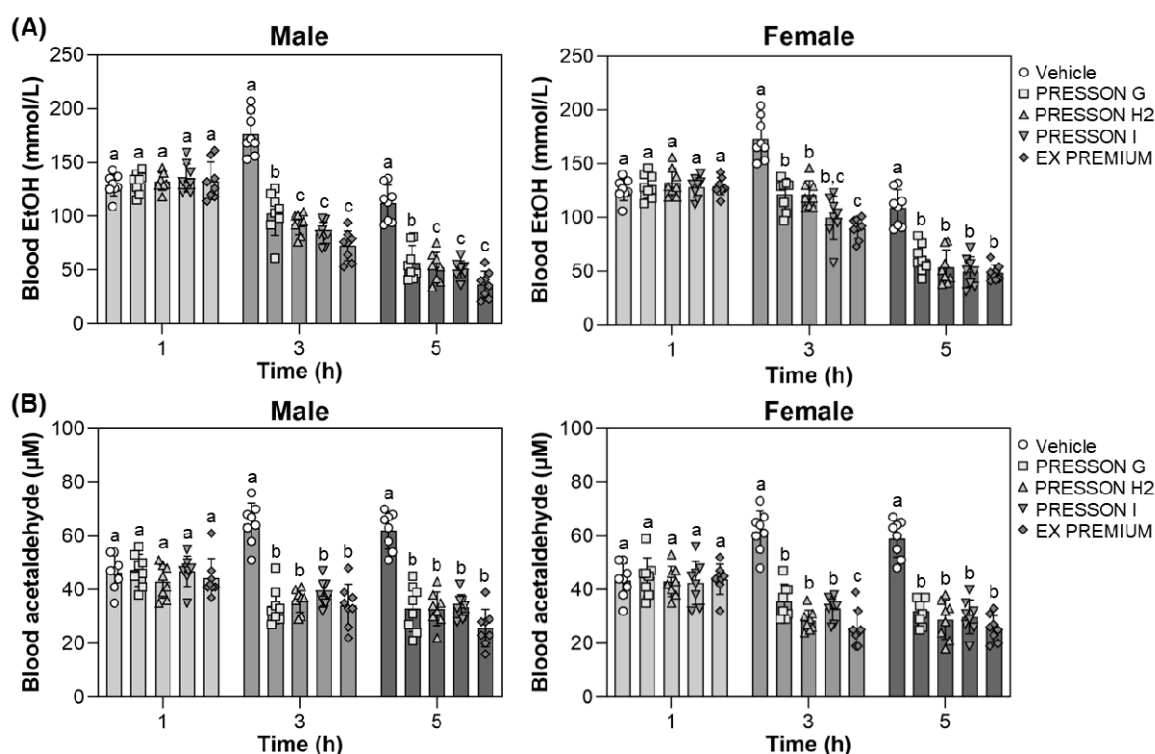 (A)
Male
Blood EtOH (mmol/L)
250
200
150
100
50
0
a a a a a
a b c c c
a b c c c
1 3 5
Time (h)
Female
Blood EtOH (mmol/L)
250
200
150
100
50
0
a a a a a
a b b b,c c
a b b b b
1 3 5
Time (h)
Vehicle
PRESSON G
PRESSON H2
PRESSON I
EX PREMIUM
(B)
Male
Blood acetaldehyde (μM)
100
80
60
40
20
0
a a a a a
a b b b b
a b b b b
1 3 5
Time (h)
Female
Blood acetaldehyde (μM)
100
80
60
40
20
0
a a a a a
a b b b c
a b b b b
1 3 5
Time (h)
Vehicle
PRESSON G
PRESSON H2
PRESSON I
EX PREMIUM